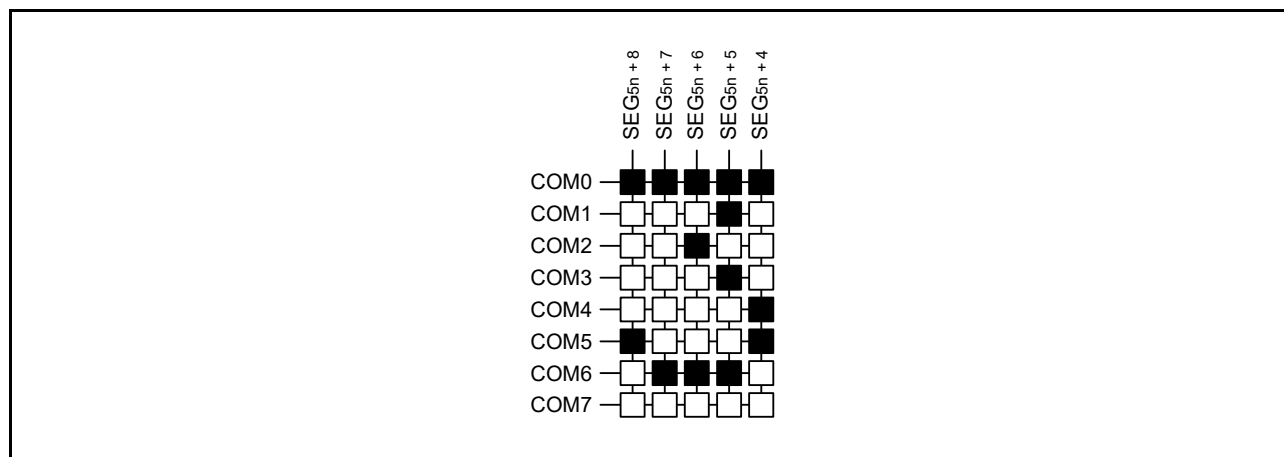 SEG5n + 8
SEG5n + 7
SEG5n + 6
SEG5n + 5
SEG5n + 4
COM0
COM1
COM2
COM3
COM4
COM5
COM6
COM7